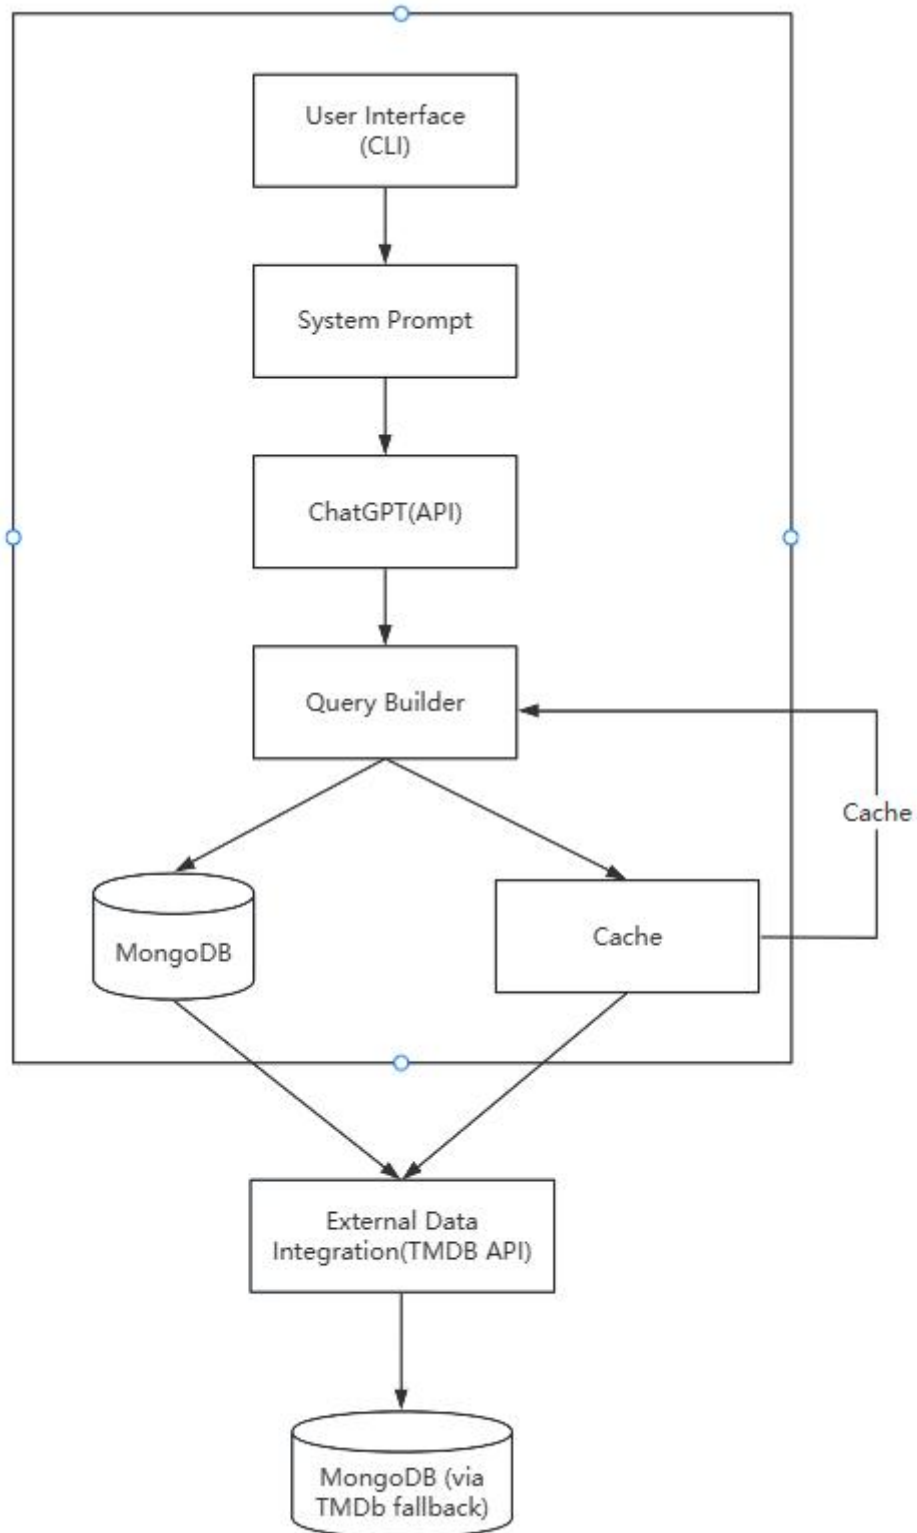 User Interface
(CLI)
System Prompt
ChatGPT(API)
Query Builder
Cache
MongoDB
Cache
External Data
Integration(TMDB API)
MongoDB (via
TMDb fallback)